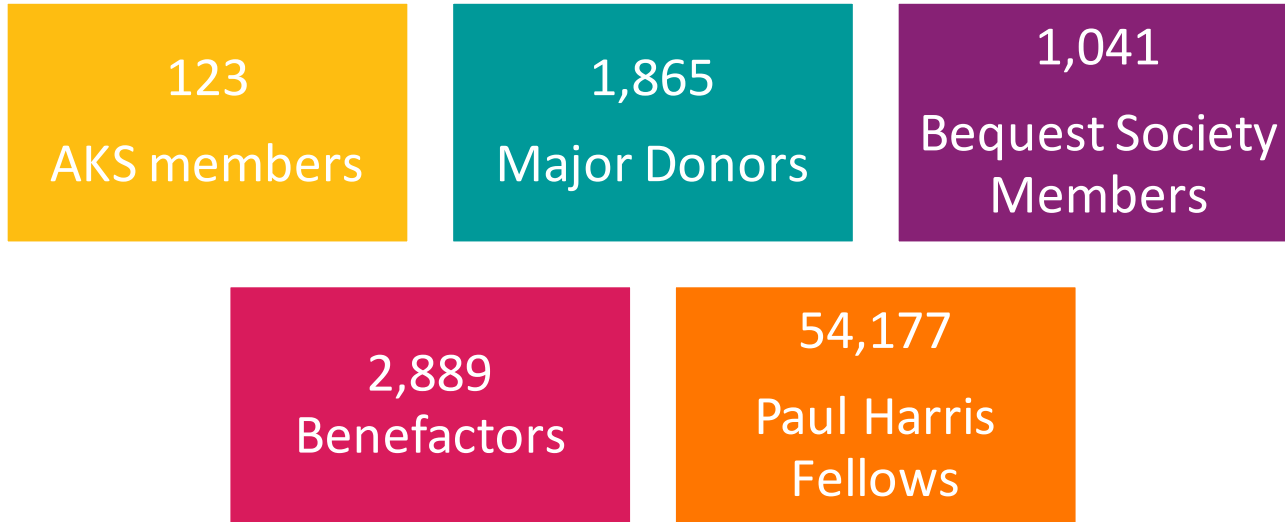 123
AKS members
1,865
Major Donors
1,041
Bequest Society
Members
2,889
Benefactors
54,177
Paul Harris
Fellows